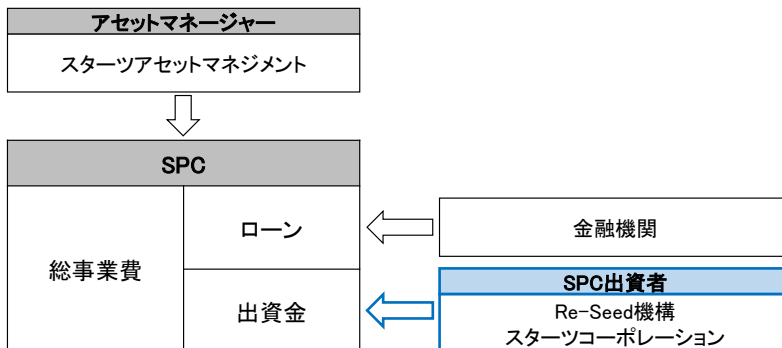 アセットマネージャー
スターツアセットマネジメント
SPC
総事業費
ローン
出資金
金融機関
SPC出資者
Re-Seed機構
スターツコーポレーション